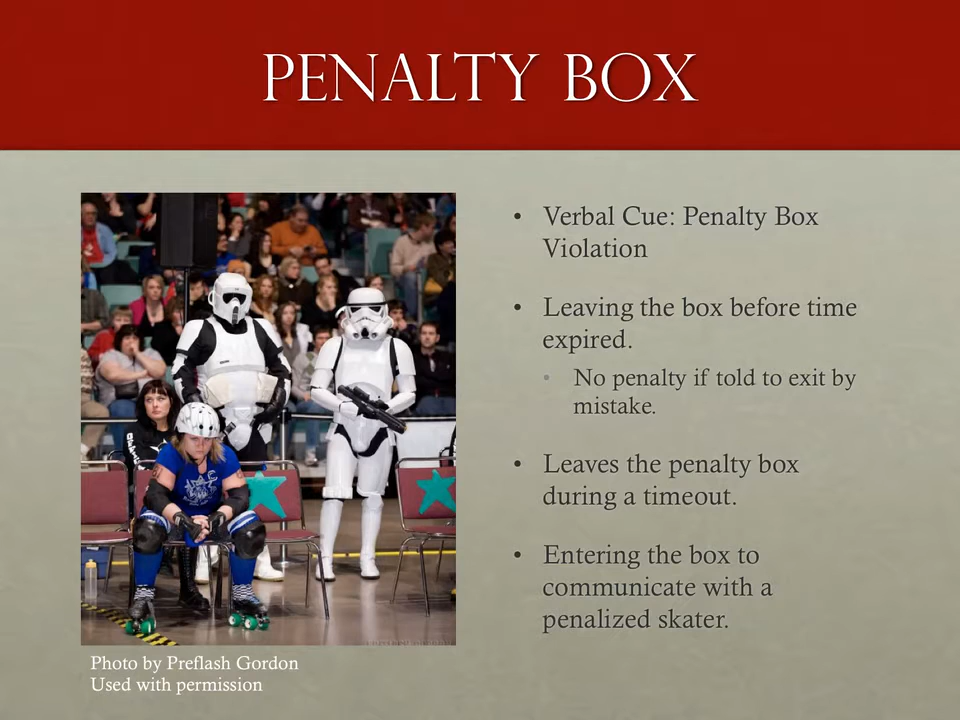 PENALTY BOX
• Verbal Cue: Penalty Box
Violation
• Leaving the box before time
expired.
• No penalty if told to exit by
mistake.
• Leaves the penalty box
during a timeout.
• Entering the box to
communicate with a
penalized skater.
Photo by Preflash Gordon
Used with permission